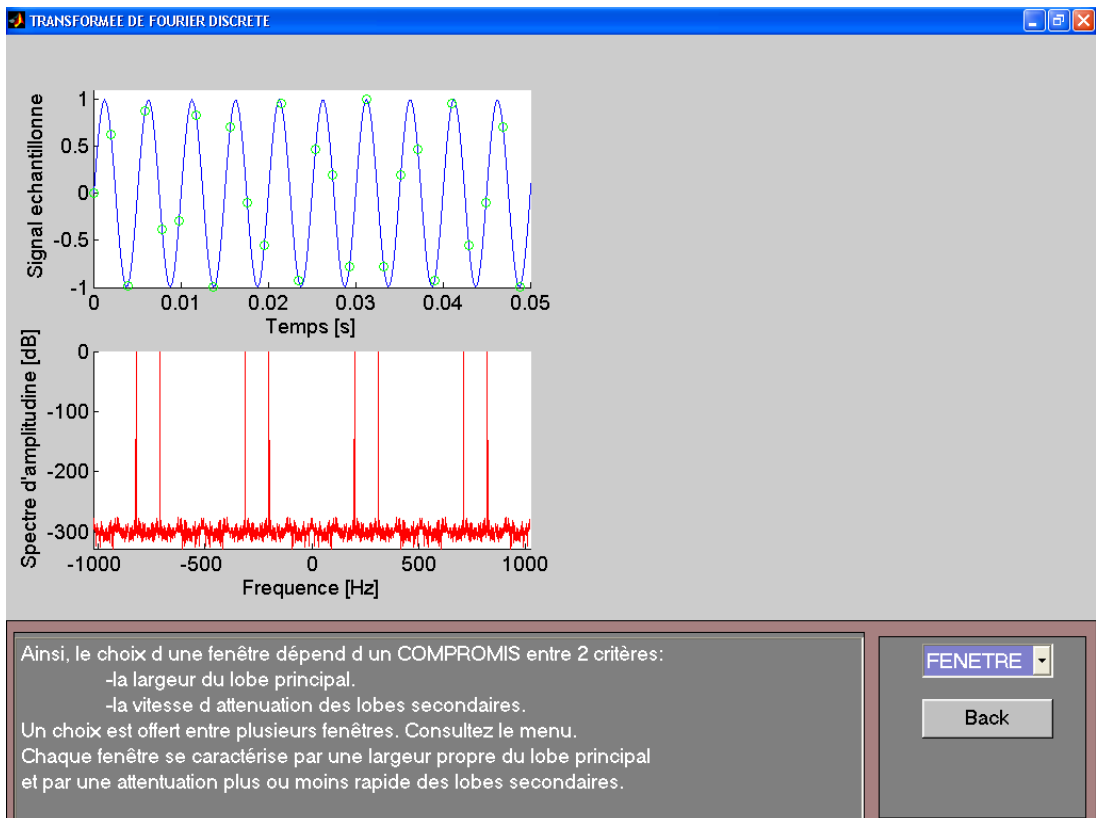 TRANSFORMEE DE FOURIER DISCRETE
Signal echantillonne
1
0.5
0
-0.5
-1
0 0.01 0.02 0.03 0.04 0.05
Temps [s]
Spectre d'amplitudine [dB]
0
-100
-200
-300
-1000 -500 0 500 1000
Frequence [Hz]
Ainsi, le choix d une fenêtre dépend d un COMPROMIS entre 2 critères:
-la largeur du lobe principal.
-la vitesse d attenuation des lobes secondaires.
Un choix est offert entre plusieurs fenêtres. Consultez le menu.
Chaque fenêtre se caractérise par une largeur propre du lobe principal
et par une attentuation plus ou moins rapide des lobes secondaires.
FENETRE
Back